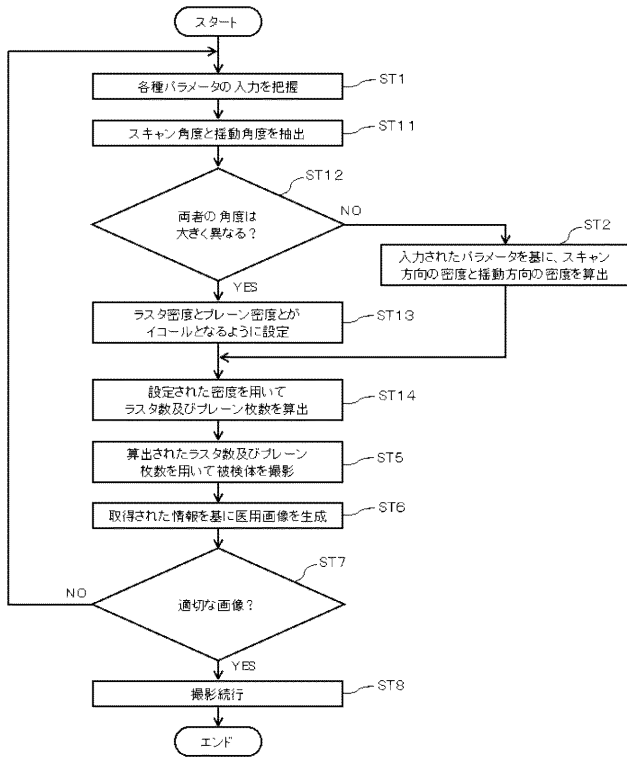 スタート
各種パラメータの入力を把握
ST1
スキャン角度と揺動角度を抽出
ST11
ST12
両者の角度は
大きく異なる?
NO
ST2
入力されたパラメータを基に、スキャン
方向の密度と揺動方向の密度を算出
YES
ラスタ密度とプレーン密度とが
イコールとなるように設定
ST13
設定された密度を用いて
ラスタ数及びプレーン枚数を算出
ST14
算出されたラスタ数及びプレーン
枚数を用いて被検体を撮影
ST5
取得された情報を基に医用画像を生成
ST6
ST7
NO
適切な画像?
YES
撮影続行
ST8
エンド